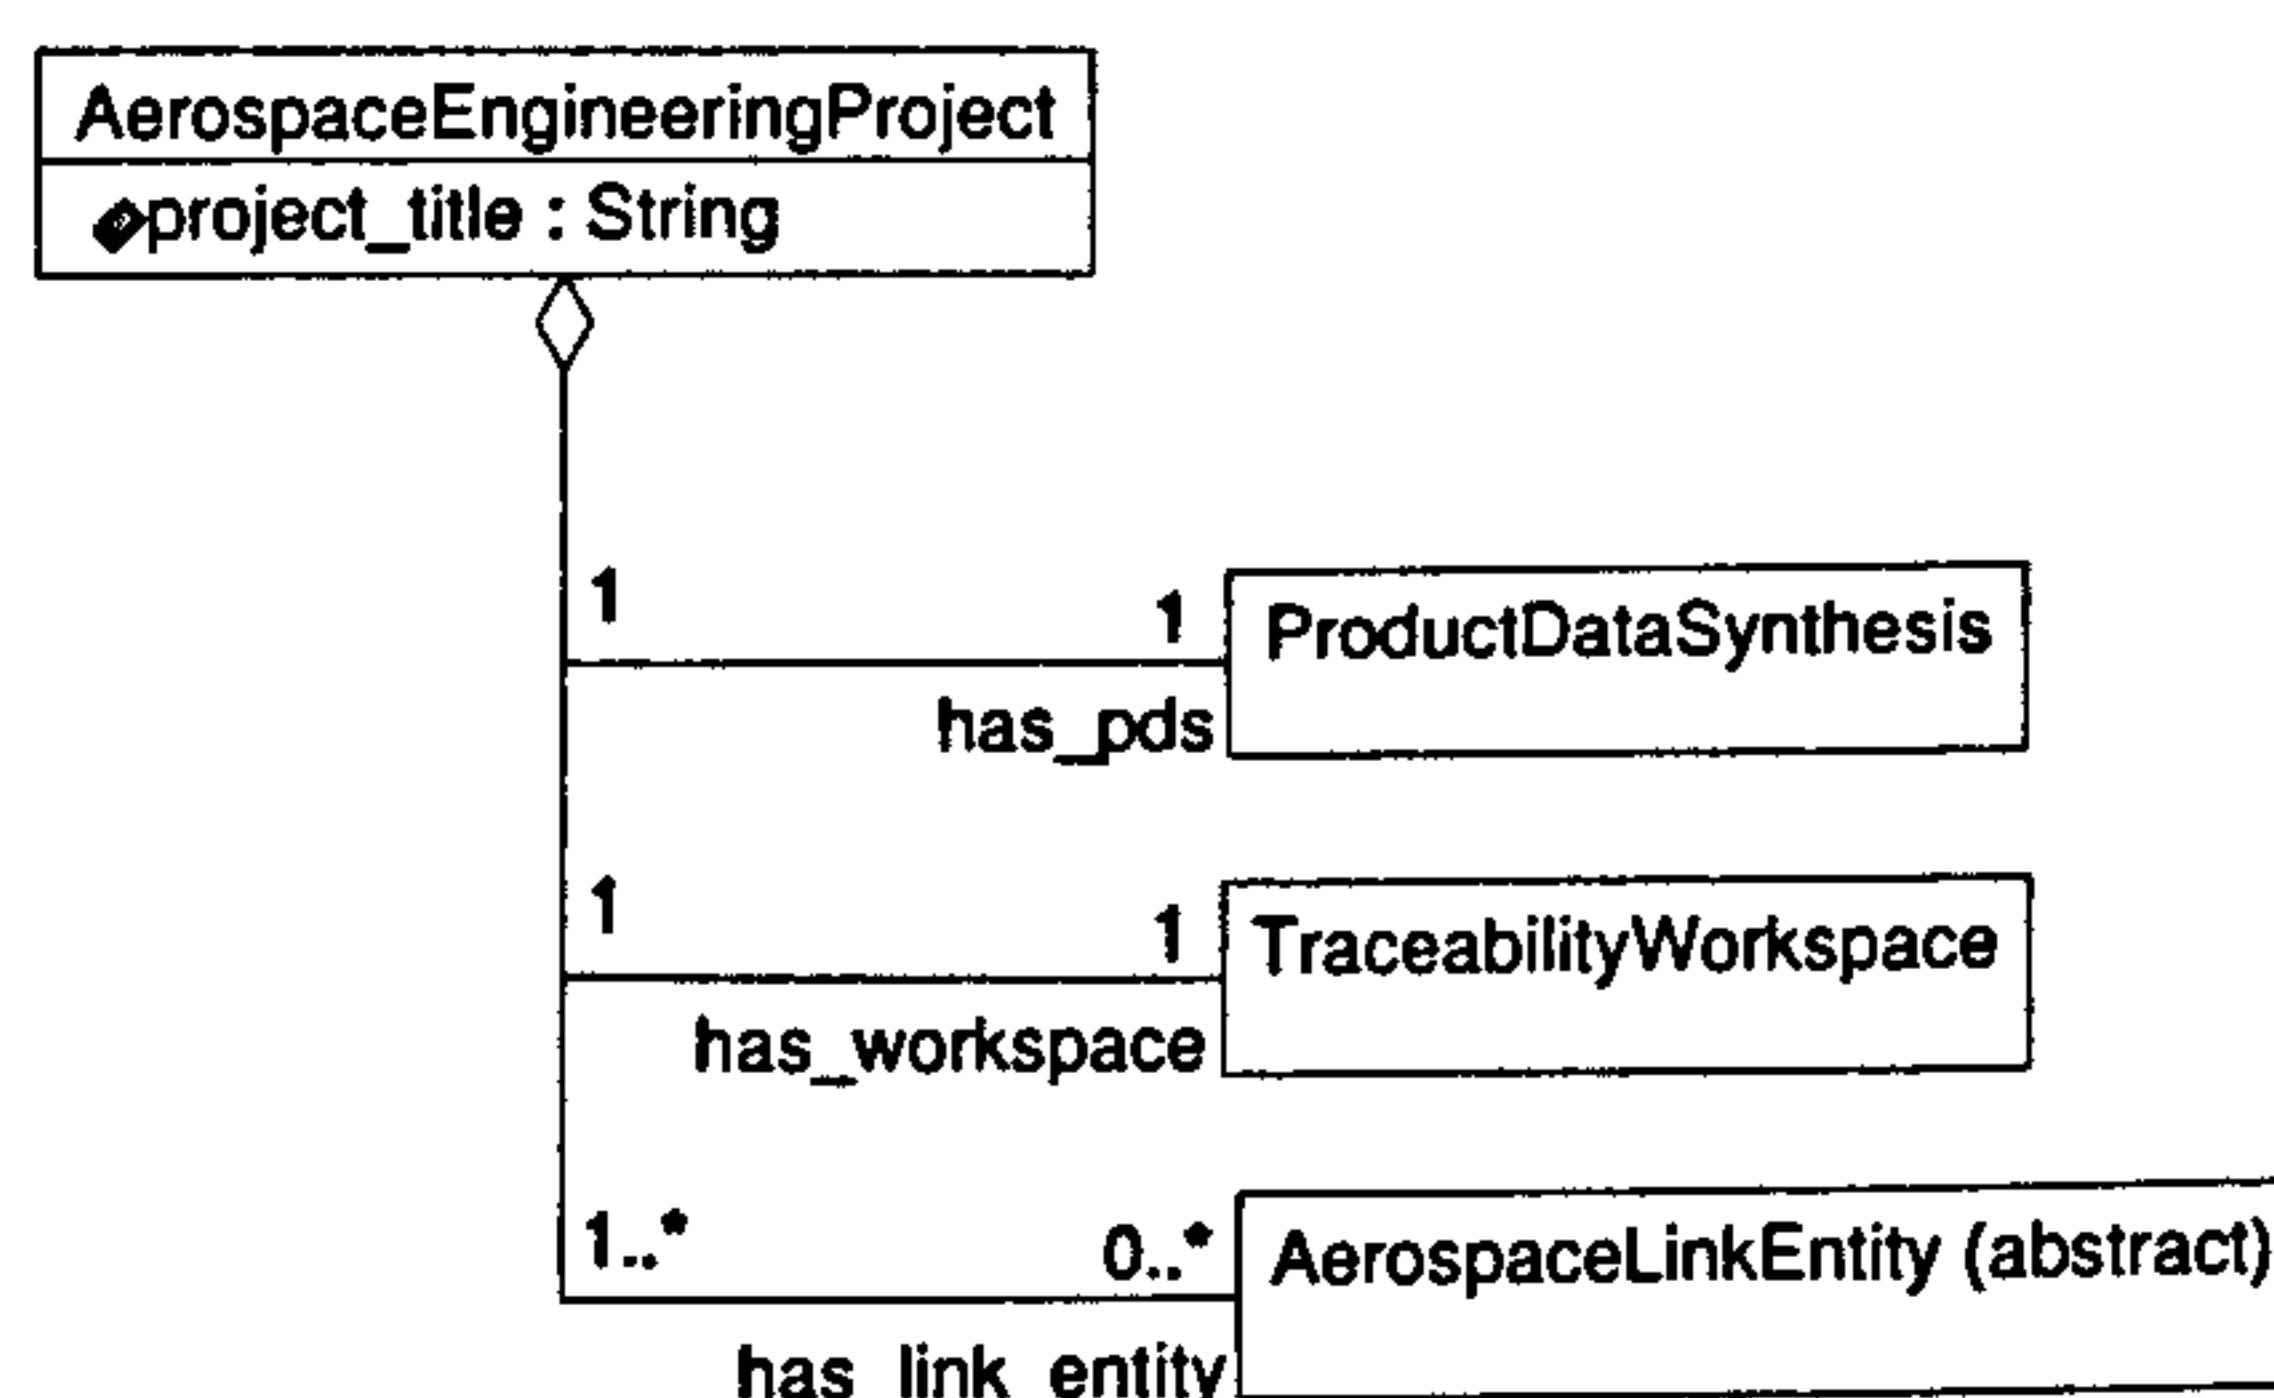 AerospaceEngineeringProject
project_title : String
1
1
ProductDataSynthesis
has_pds
1
1
TraceabilityWorkspace
has_workspace
1..*
0..*
AerospaceLinkEntity (abstract)
has_link_entity